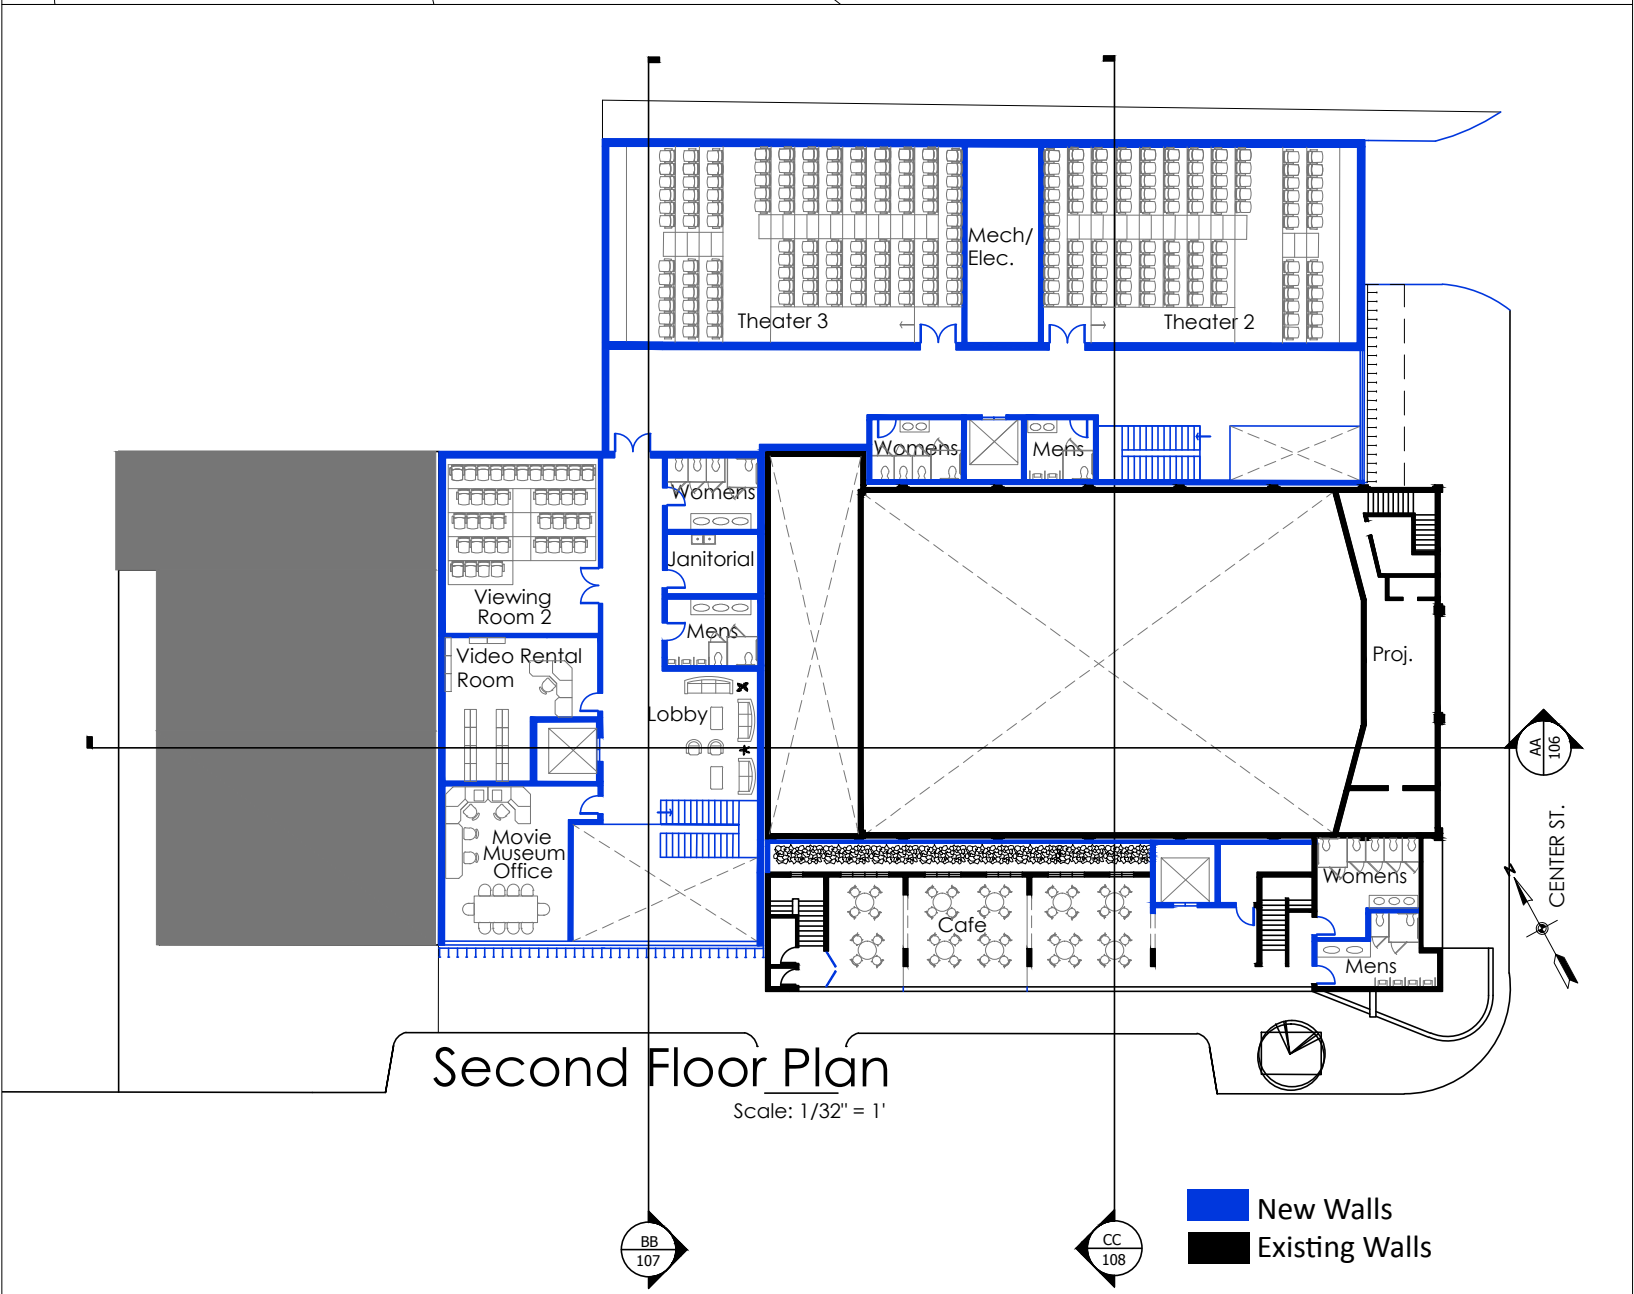 Mech/
Elec.
Theater 3
Theater 2
Womens
Mens
Womens
Janitorial
Viewing
Room 2
Mens
Video Rental
Room
Proj.
Lobby
AA
106
Movie
Museum
Office
CENTER ST.
N
Womens
Cafe
Mens
Second Floor Plan
Scale: 1/32" = 1'
New Walls
BB
107
CC
108
Existing Walls